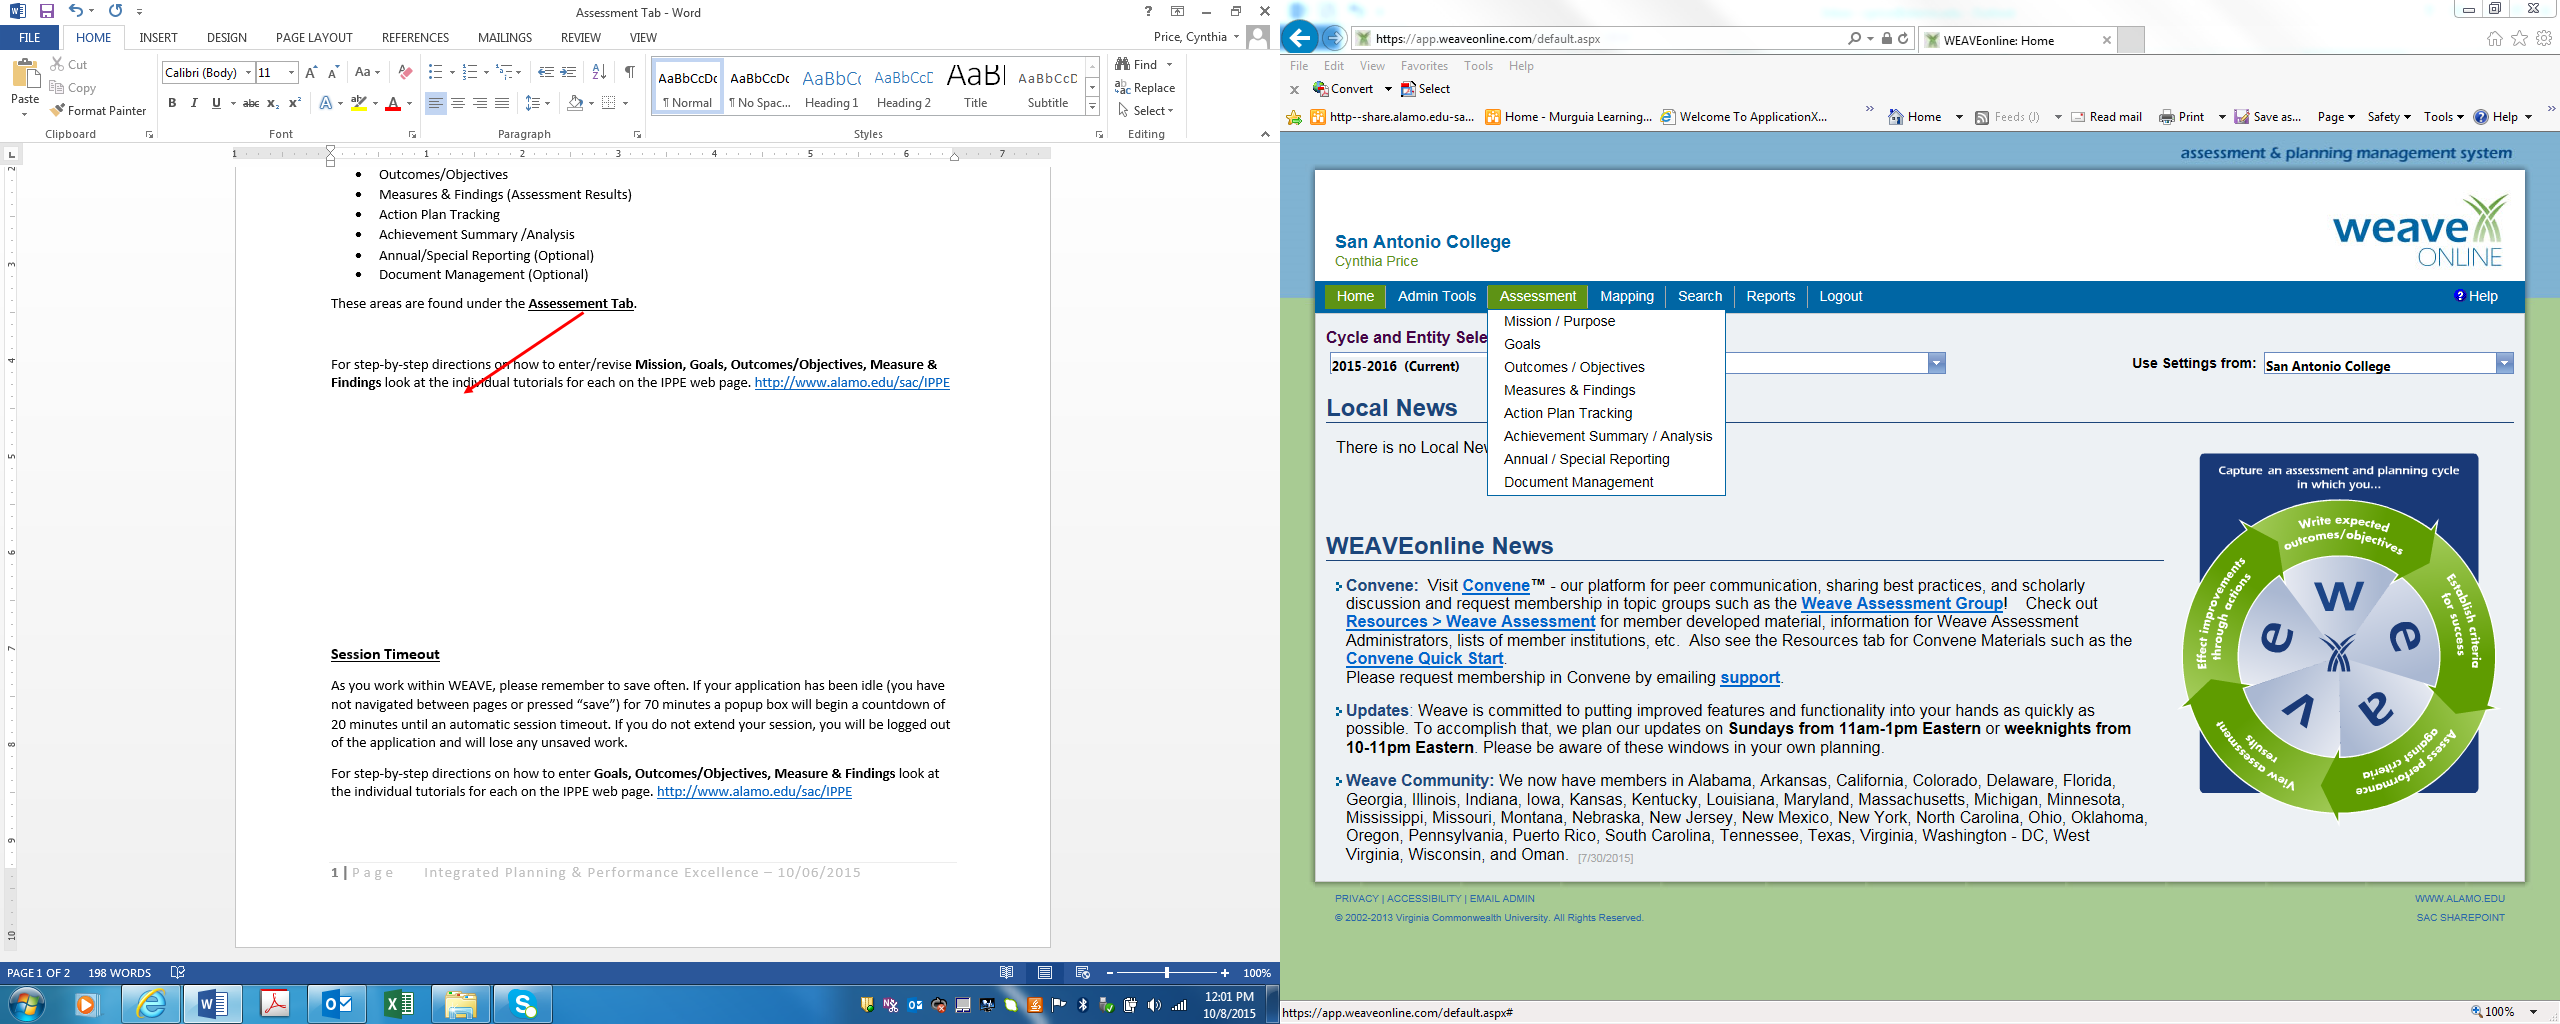 Assessment Tab - Word
FILE HOME INSERT DESIGN PAGE LAYOUT REFERENCES MAILINGS REVIEW VIEW
Price, Cynthia
Paste
Cut
Copy
Format Painter
Clipboard
Calibri (Body) 11
Font
Paragraph
AaBbCcDc AaBbCcDc AaBbCc AaBbCcD AaBl AaBbCcD
¶ Normal ¶ No Spac... Heading 1 Heading 2 Title Subtitle
Styles
Find
Replace
Select
Editing
• Outcomes/Objectives
• Measures & Findings (Assessment Results)
• Action Plan Tracking
• Achievement Summary /Analysis
• Annual/Special Reporting (Optional)
• Document Management (Optional)
These areas are found under the Assessement Tab.
For step-by-step directions on how to enter/revise Mission, Goals, Outcomes/Objectives, Measure &
Findings look at the individual tutorials for each on the IPPE web page. http://www.alamo.edu/sac/IPPE
Session Timeout
As you work within WEAVE, please remember to save often. If your application has been idle (you have
not navigated between pages or pressed “save”) for 70 minutes a popup box will begin a countdown of
20 minutes until an automatic session timeout. If you do not extend your session, you will be logged out
of the application and will lose any unsaved work.
For step-by-step directions on how to enter Goals, Outcomes/Objectives, Measure & Findings look at
the individual tutorials for each on the IPPE web page. http://www.alamo.edu/sac/IPPE
1 | Page Integrated Planning & Performance Excellence – 10/06/2015
PAGE 1 OF 2 198 WORDS 100%
12:01 PM
10/8/2015
https://app.weaveonline.com/default.aspx
WEAVEonline: Home
File Edit View Favorites Tools Help
x Convert Select
http--share.alamo.edu-sa... Home - Murguia Learning... Welcome To ApplicationX... Home Feeds (J) Read mail Print Save as... Page Safety Tools Help
assessment & planning management system
San Antonio College
Cynthia Price
weave
ONLINE
Home Admin Tools Assessment Mapping Search Reports Logout Help
Mission / Purpose
Goals
Outcomes / Objectives
Measures & Findings
Action Plan Tracking
Achievement Summary / Analysis
Annual / Special Reporting
Document Management
Cycle and Entity Sele
2015-2016 (Current)
Use Settings from: San Antonio College
Local News
There is no Local Nev
WEAVEonline News
Convene: Visit Convene™ - our platform for peer communication, sharing best practices, and scholarly
discussion and request membership in topic groups such as the Weave Assessment Group! Check out
Resources > Weave Assessment for member developed material, information for Weave Assessment
Administrators, lists of member institutions, etc. Also see the Resources tab for Convene Materials such as the
Convene Quick Start.
Please request membership in Convene by emailing support.
Updates: Weave is committed to putting improved features and functionality into your hands as quickly as
possible. To accomplish that, we plan our updates on Sundays from 11am-1pm Eastern or weeknights from
10-11pm Eastern. Please be aware of these windows in your own planning.
Weave Community: We now have members in Alabama, Arkansas, California, Colorado, Delaware, Florida,
Georgia, Illinois, Indiana, Iowa, Kansas, Kentucky, Louisiana, Maryland, Massachusetts, Michigan, Minnesota,
Mississippi, Missouri, Montana, Nebraska, New Jersey, New Mexico, New York, North Carolina, Ohio, Oklahoma,
Oregon, Pennsylvania, Puerto Rico, South Carolina, Tennessee, Texas, Virginia, Washington - DC, West
Virginia, Wisconsin, and Oman. [7/30/2015]
Capture an assessment and planning cycle
in which you...
Write expected
outcomes/objectives
Establish criteria
for success
Assess performance
against criteria
View assessment
results
Effect improvements
through actions
w e a v e
PRIVACY | ACCESSIBILITY | EMAIL ADMIN
© 2002-2013 Virginia Commonwealth University. All Rights Reserved.
WWW.ALAMO.EDU
SAC SHAREPOINT
https://app.weaveonline.com/default.aspx#
100%